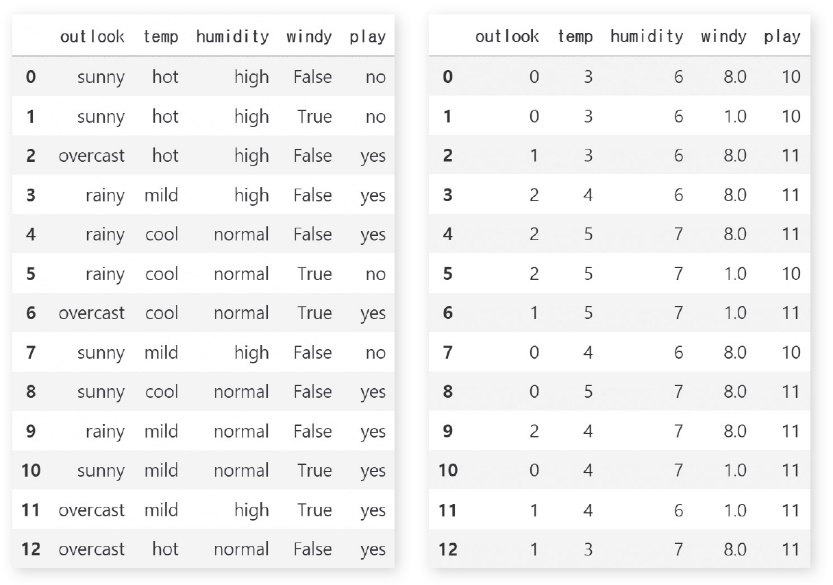 outlook temp humidity windy play
0 sunny hot high False no
1 sunny hot high True no
2 overcast hot high False yes
3 rainy mild high False yes
4 rainy cool normal False yes
5 rainy cool normal True no
6 overcast cool normal True yes
7 sunny mild high False no
8 sunny cool normal False yes
9 rainy mild normal False yes
10 sunny mild normal True yes
11 overcast mild high True yes
12 overcast hot normal False yes
outlook temp humidity windy play
0 0 3 6 8.0 10
1 0 3 6 1.0 10
2 1 3 6 8.0 11
3 2 4 6 8.0 11
4 2 5 7 8.0 11
5 2 5 7 1.0 10
6 1 5 7 1.0 11
7 0 4 6 8.0 10
8 0 5 7 8.0 11
9 2 4 7 8.0 11
10 0 4 7 1.0 11
11 1 4 6 1.0 11
12 1 3 7 8.0 11